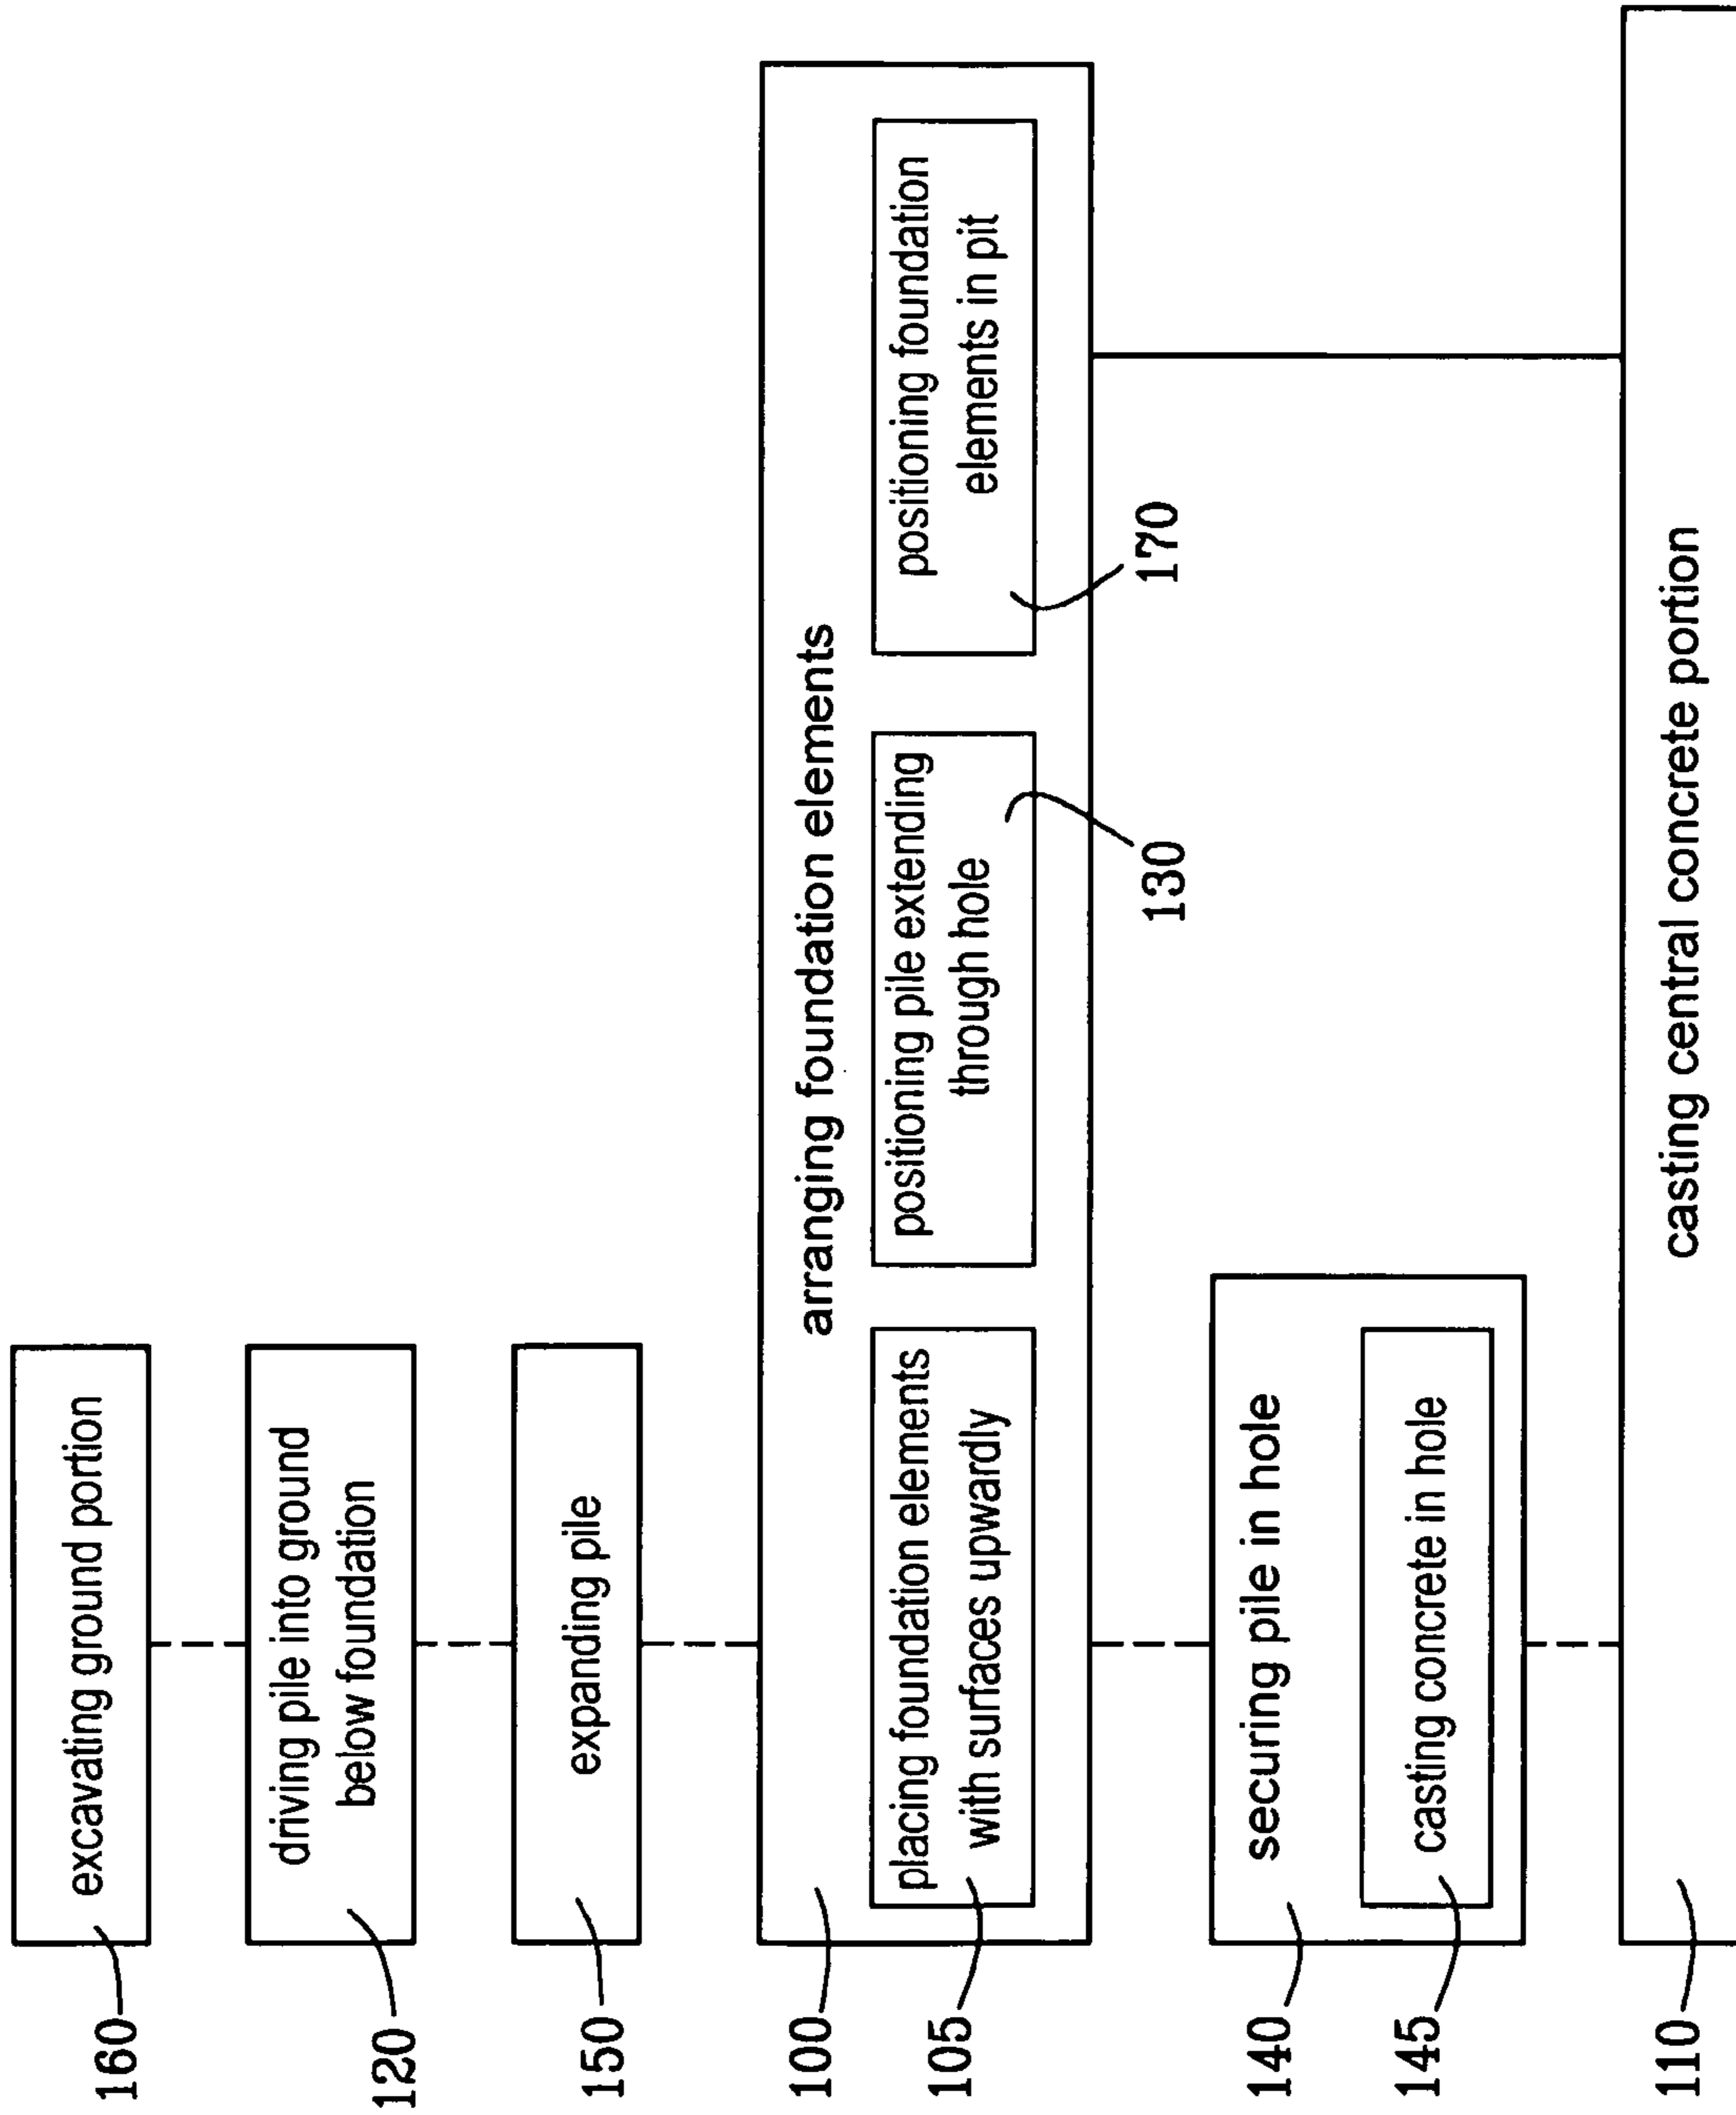 160
excavating ground portion
120
driving pile into ground
below foundation
150
expanding pile
100
arranging foundation elements
105
placing foundation elements
with surfaces upwardly
positioning pile extending
through hole
130
positioning foundation
elements in pit
170
140
securing pile in hole
145
casting concrete in hole
110
casting central concrete portion